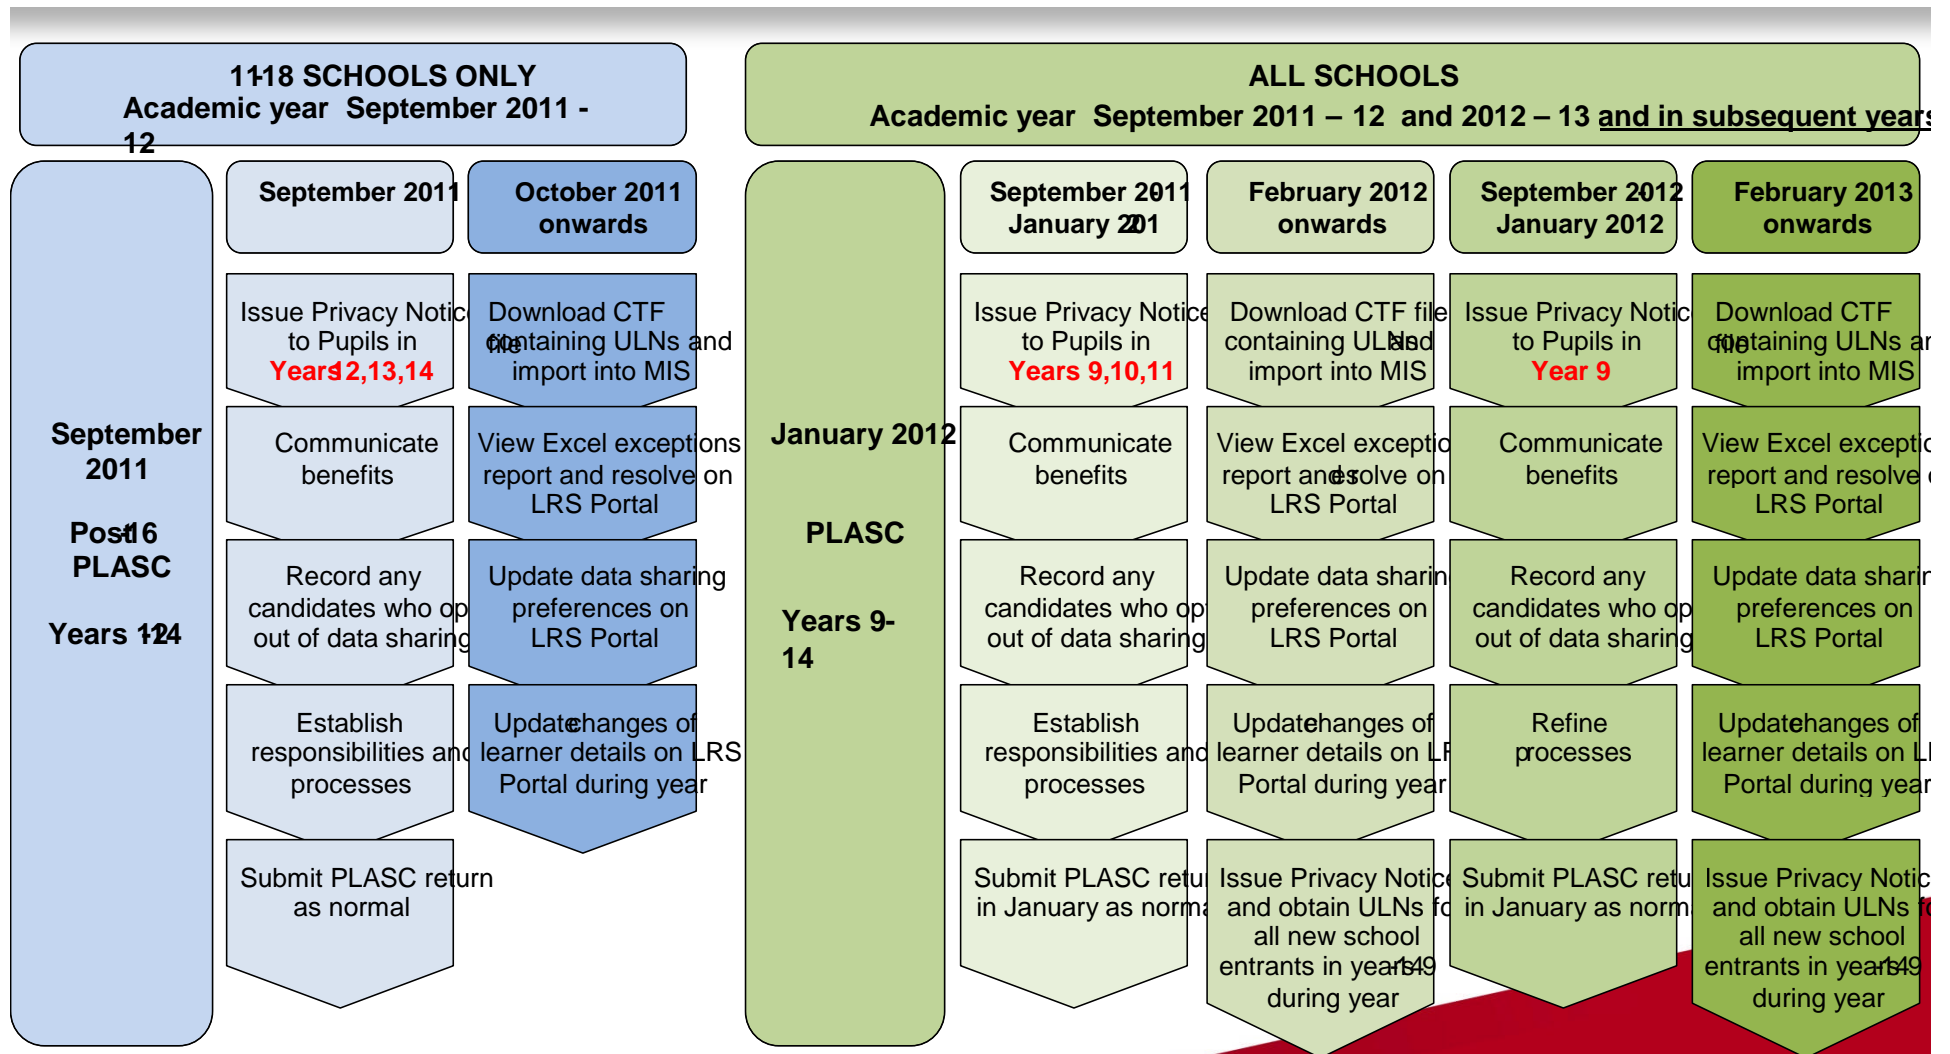 11-18 SCHOOLS ONLY
Academic year September 2011 -
12
ALL SCHOOLS
Academic year September 2011 – 12 and 2012 – 13 and in subsequent years
September
2011
Post-16
PLASC
Years 12-14
September 2011
Issue Privacy Notice
to Pupils in
Years 12,13,14
Communicate
benefits
Record any
candidates who opt
out of data sharing
Establish
responsibilities and
processes
Submit PLASC return
as normal
October 2011
onwards
Download CTF file
containing ULNs and
import into MIS
View Excel exceptions
report and resolve on
LRS Portal
Update data sharing
preferences on
LRS Portal
Update changes of
learner details on LRS
Portal during year
January 2012
PLASC
Years 9-
14
September 2011 -
January 2012
Issue Privacy Notice
to Pupils in
Years 9,10,11
Communicate
benefits
Record any
candidates who opt
out of data sharing
Establish
responsibilities and
processes
Submit PLASC return
in January as normal
February 2012
onwards
Download CTF file
containing ULNs and
import into MIS
View Excel exceptions
report and resolve on
LRS Portal
Update data sharing
preferences on
LRS Portal
Update changes of
learner details on LRS
Portal during year
Issue Privacy Notice
and obtain ULNs for
all new school
entrants in years 9-14
during year
September 2012 -
January 2012
Issue Privacy Notice
to Pupils in
Year 9
Communicate
benefits
Record any
candidates who opt
out of data sharing
Refine
processes
Submit PLASC return
in January as normal
February 2013
onwards
Download CTF file
containing ULNs and
import into MIS
View Excel exceptions
report and resolve on
LRS Portal
Update data sharing
preferences on
LRS Portal
Update changes of
learner details on LRS
Portal during year
Issue Privacy Notice
and obtain ULNs for
all new school
entrants in years 9-14
during year